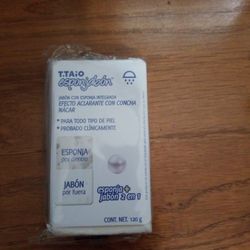 T.TAiO
esponjabón
JABÓN CON ESPONJA INTEGRADA
EFECTO ACLARANTE CON CONCHA
NÁCAR
• PARA TODO TIPO DE PIEL
• PROBADO CLÍNICAMENTE
ESPONJA
por dentro
JABÓN
por fuera
esponja +
jabón 2 en 1
CONT. NET. 120 g